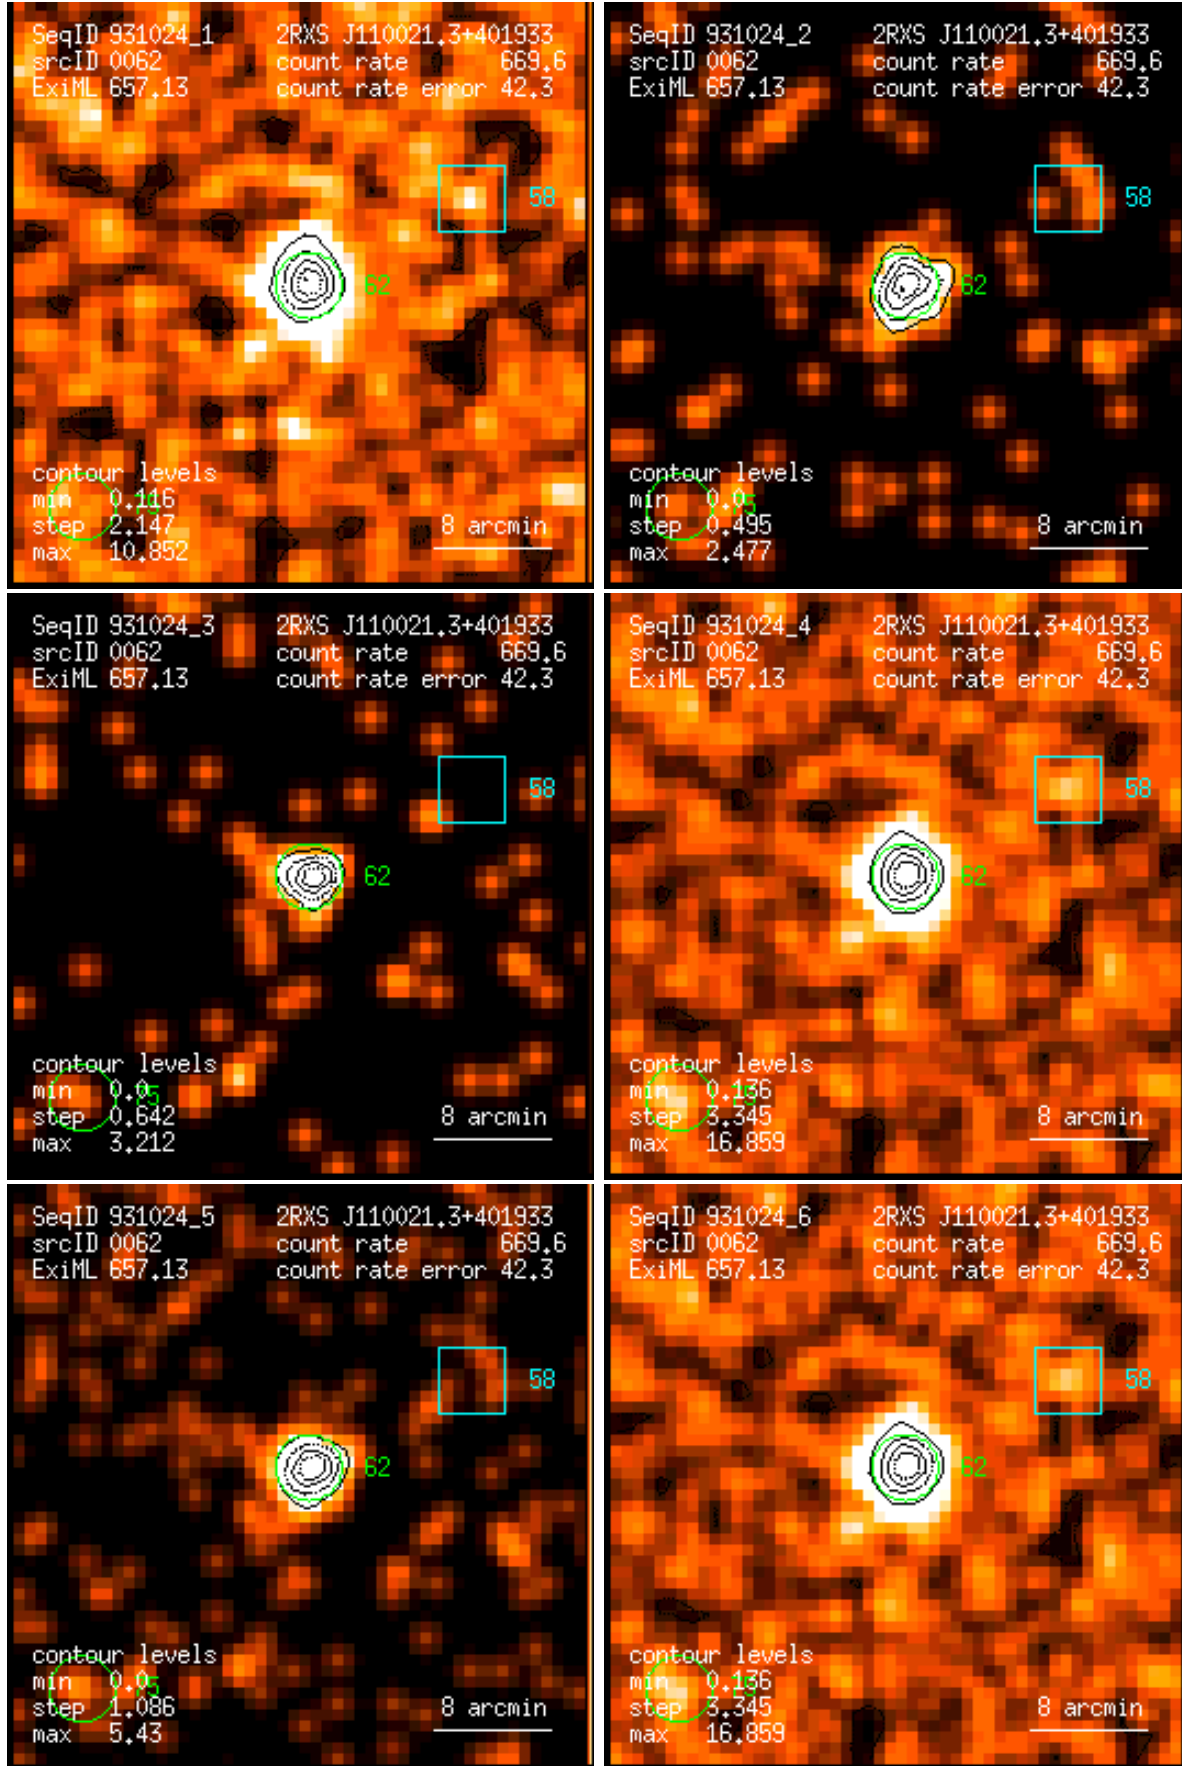 SeqID 931024_1 2RXS J110021.3+401933
srcID 0062 count rate 669.6
ExiML 657.13 count rate error 42.3
58
62
contour levels
min 0.116
step 2.147 8 arcmin
max 10.852
SeqID 931024_2 2RXS J110021.3+401933
srcID 0062 count rate 669.6
ExiML 657.13 count rate error 42.3
58
62
contour levels
min 0.0
step 0.495 8 arcmin
max 2.477
SeqID 931024_3 2RXS J110021.3+401933
srcID 0062 count rate 669.6
ExiML 657.13 count rate error 42.3
58
62
contour levels
min 0.0
step 0.642 8 arcmin
max 3.212
SeqID 931024_4 2RXS J110021.3+401933
srcID 0062 count rate 669.6
ExiML 657.13 count rate error 42.3
58
62
contour levels
min 0.136
step 3.345 8 arcmin
max 16.859
SeqID 931024_5 2RXS J110021.3+401933
srcID 0062 count rate 669.6
ExiML 657.13 count rate error 42.3
58
62
contour levels
min 0.0
step 1.086 8 arcmin
max 5.43
SeqID 931024_6 2RXS J110021.3+401933
srcID 0062 count rate 669.6
ExiML 657.13 count rate error 42.3
58
62
contour levels
min 0.136
step 3.345 8 arcmin
max 16.859